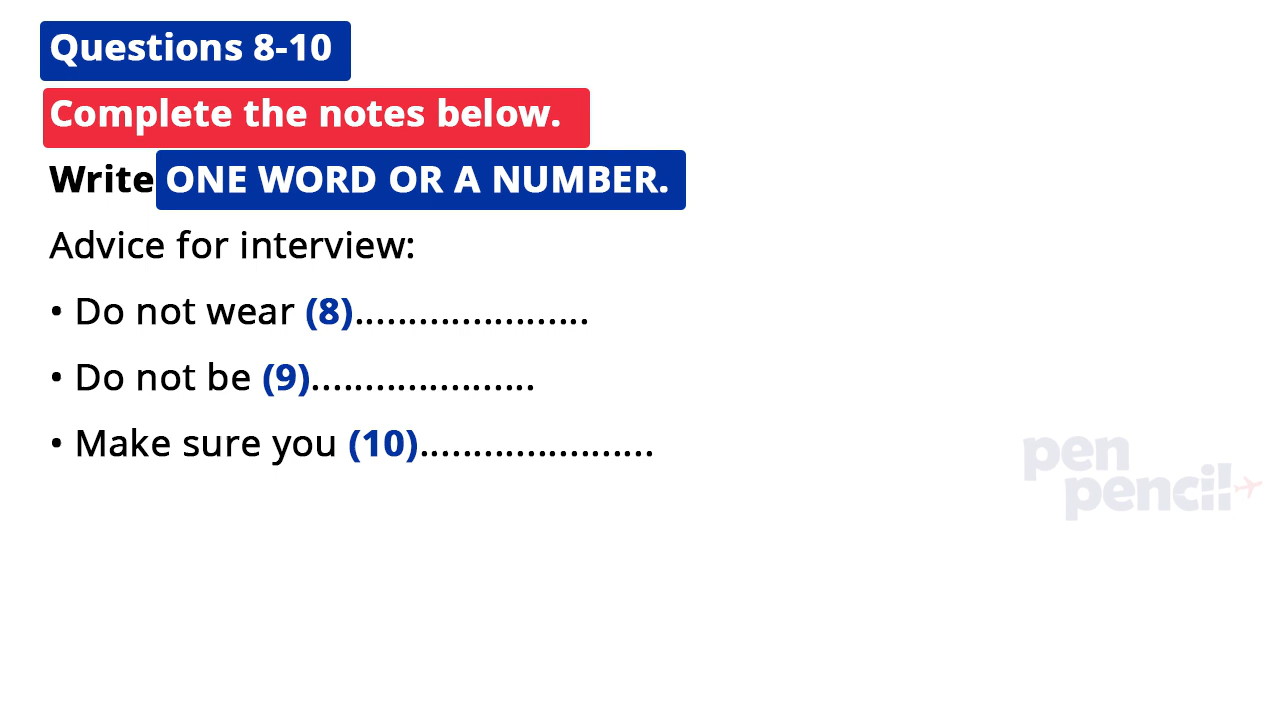 Questions 8-10
Complete the notes below.
Write ONE WORD OR A NUMBER.
Advice for interview:
• Do not wear (8)......................
• Do not be (9).....................
• Make sure you (10)......................
pen
pencil